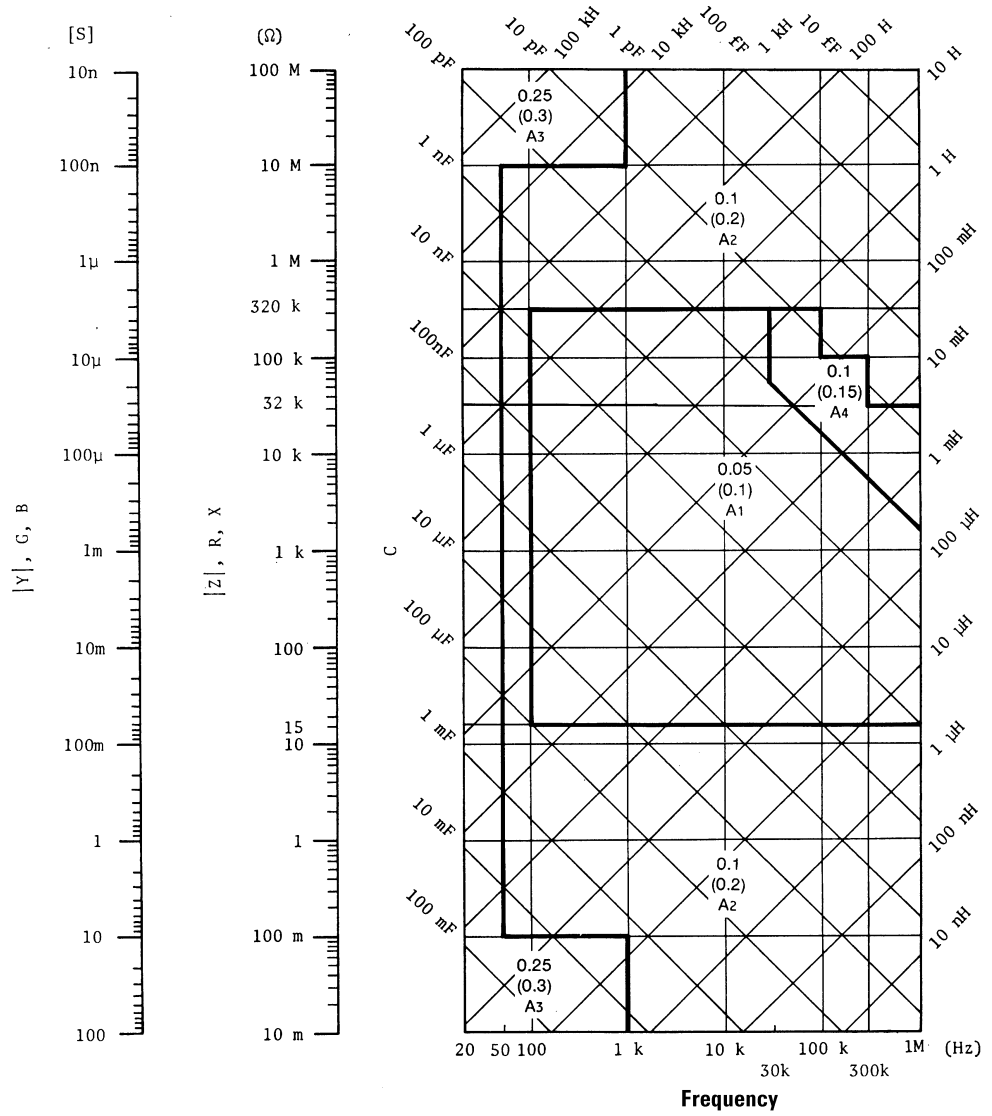 [S]
10n
100n
1µ
10µ
100µ
1m
10m
100m
1
10
100
|Y|, G, B
(Ω)
100 M
10 M
1 M
320 k
100 k
32 k
10 k
1 k
100
15
10
1
100 m
10 m
|Z|, R, X
C
100 pF
10 pF
100 kH
1 pF
10 kH
100 fF
1 kH
10 fF
100 H
10 H
1 nF
10 nF
100nF
1 µF
10 µF
100 µF
1 mF
10 mF
100 mF
1 H
100 mH
10 mH
1 mH
100 µH
10 µH
1 µH
100 nH
10 nH
0.25
(0.3)
A3
0.1
(0.2)
A2
0.1
(0.15)
A4
0.05
(0.1)
A1
0.1
(0.2)
A2
0.25
(0.3)
A3
20 50 100 1 k 10 k 100 k 1M (Hz)
30k 300k
Frequency